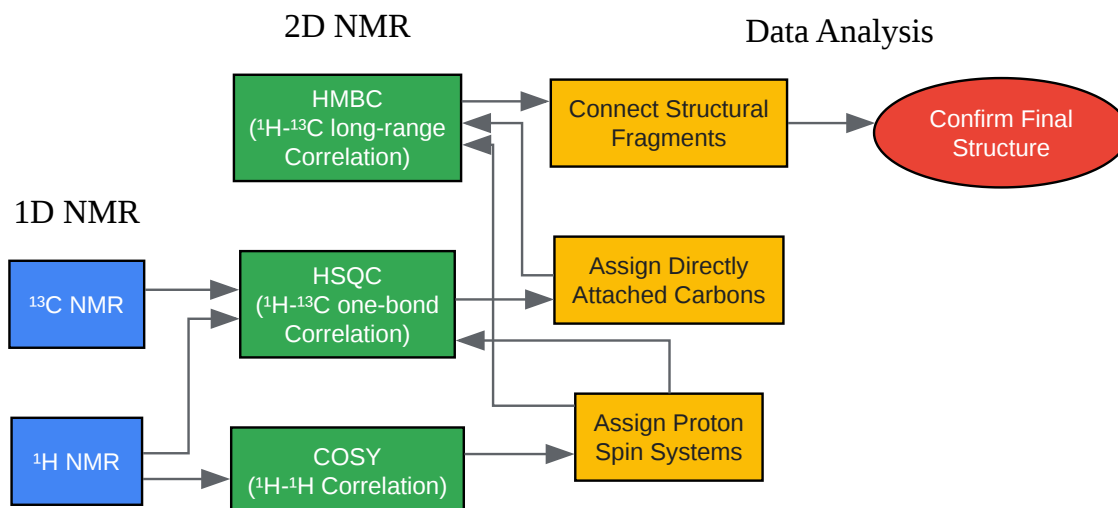 2D NMR
Data Analysis
HMBC
(¹H-¹³C long-range
Correlation)
Connect Structural
Fragments
Confirm Final
Structure
1D NMR
¹³C NMR
HSQC
(¹H-¹³C one-bond
Correlation)
Assign Directly
Attached Carbons
¹H NMR
COSY
(¹H-¹H Correlation)
Assign Proton
Spin Systems